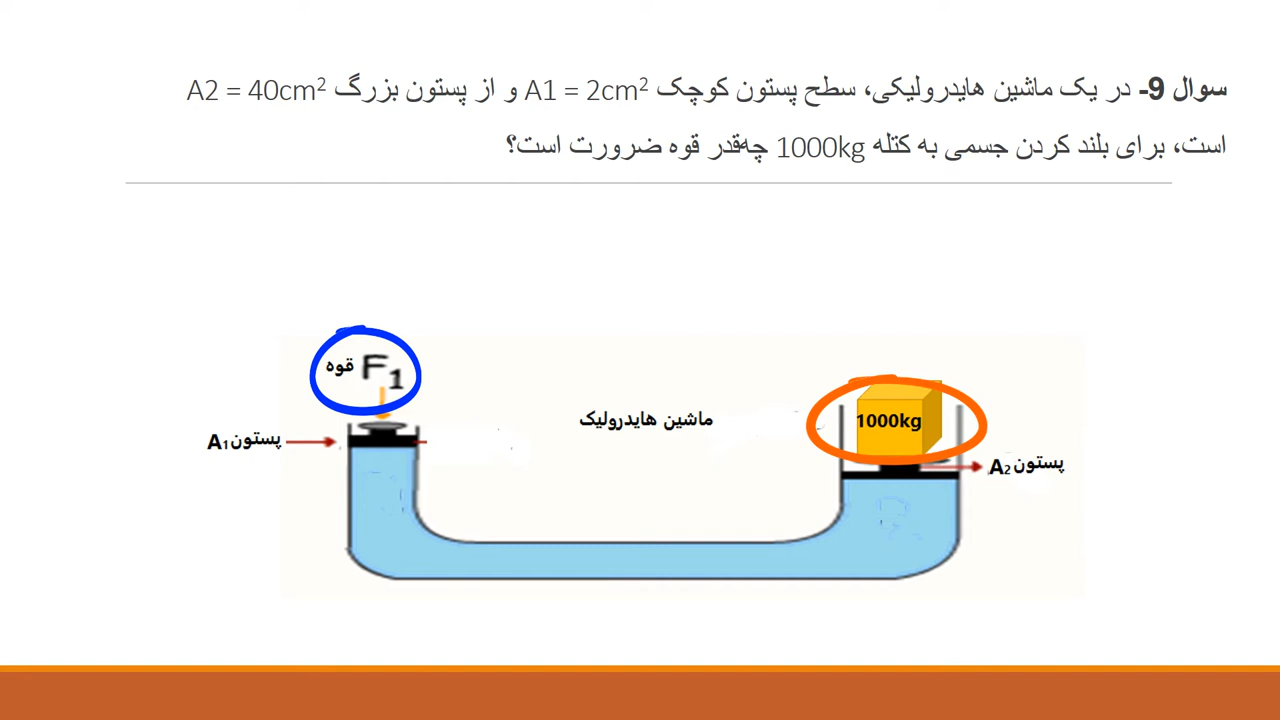 سوال 9- در یک ماشین هایدرولیکی، سطح پستون کوچک A1 = 2cm² و از پستون بزرگ A2 = 40cm²
است، برای بلند کردن جسمی به کتله 1000kg چه‌قدر قوه ضرورت است؟
قوه F₁
ماشین هایدرولیک
1000kg
پستون A₁
پستون A₂